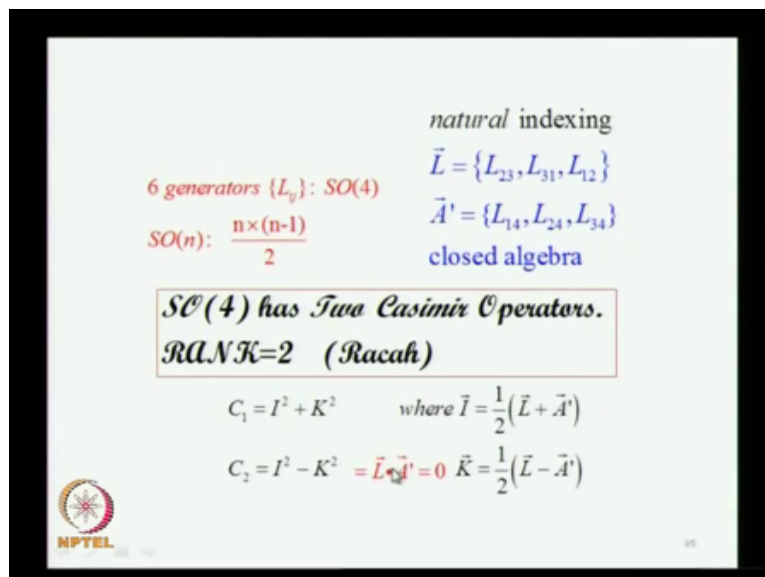 natural indexing
6 generators {L_ij}: SO(4)
L⃗ = {L₂₃, L₃₁, L₁₂}
SO(n): n×(n-1)/2
A⃗' = {L₁₄, L₂₄, L₃₄}
closed algebra
SO(4) has Two Casimir Operators.
RANK=2 (Racah)
C₁ = I² + K² where I⃗ = 1/2(L⃗ + A⃗')
C₂ = I² − K² = L⃗•A⃗' = 0 K⃗ = 1/2(L⃗ − A⃗')
NPTEL